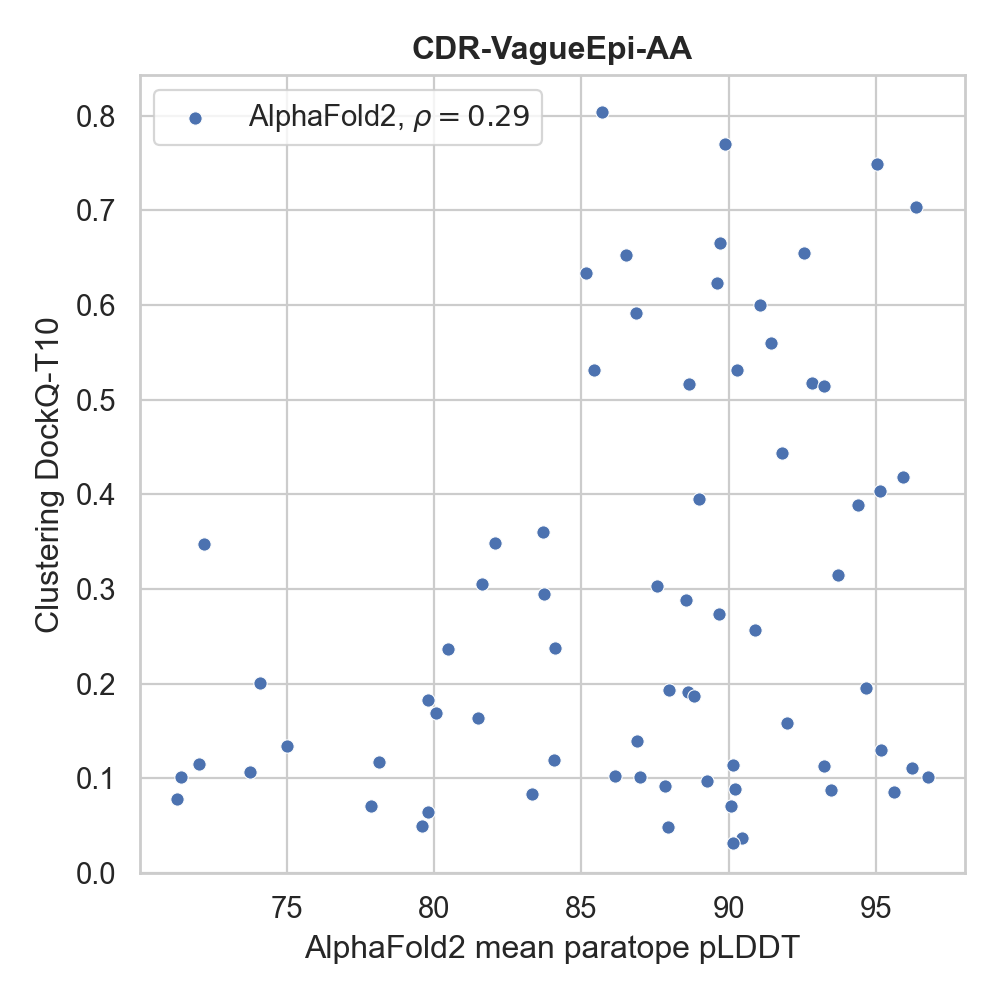 CDR-VagueEpi-AA
AlphaFold2, ρ = 0.29
Clustering DockQ-T10
0.8
0.7
0.6
0.5
0.4
0.3
0.2
0.1
0.0
75 80 85 90 95
AlphaFold2 mean paratope pLDDT